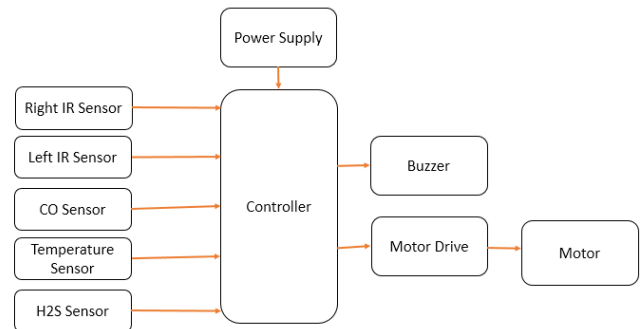 Power Supply
Right IR Sensor
Left IR Sensor
CO Sensor
Temperature
Sensor
H2S Sensor
Controller
Buzzer
Motor Drive
Motor